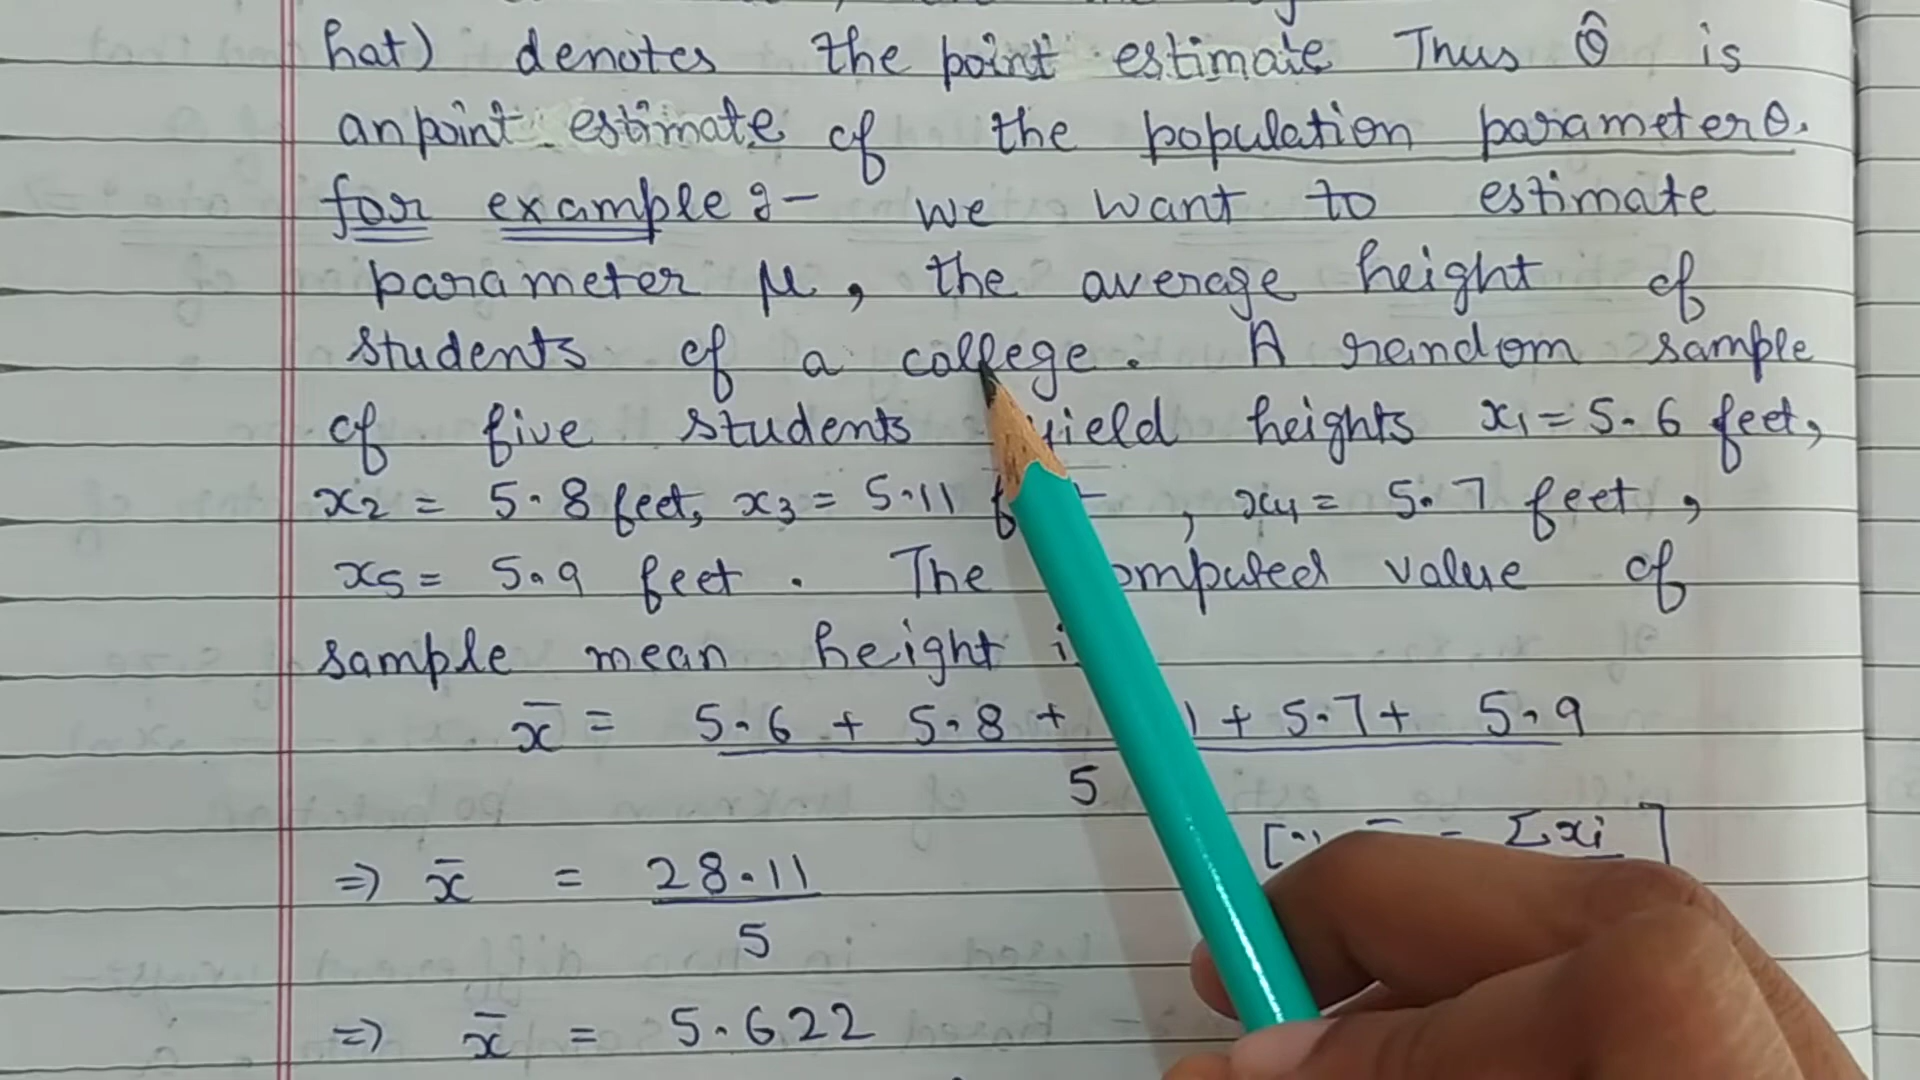 hat) denotes the point estimate Thus θ̂ is
an point estimate of the population parameter θ.
for example :- we want to estimate
parameter μ, the average height of
students of a college. A random sample
of five students yield heights x₁ = 5.6 feet,
x₂ = 5.8 feet, x₃ = 5.11 , x₄ = 5.7 feet,
x₅ = 5.9 feet. The omputed value of
sample mean height
x̄ = 5.6 + 5.8 + 1 + 5.7 + 5.9
5
[∵ = Σxi ]
⇒ x̄ = 28.11
5
⇒ x̄ = 5.622